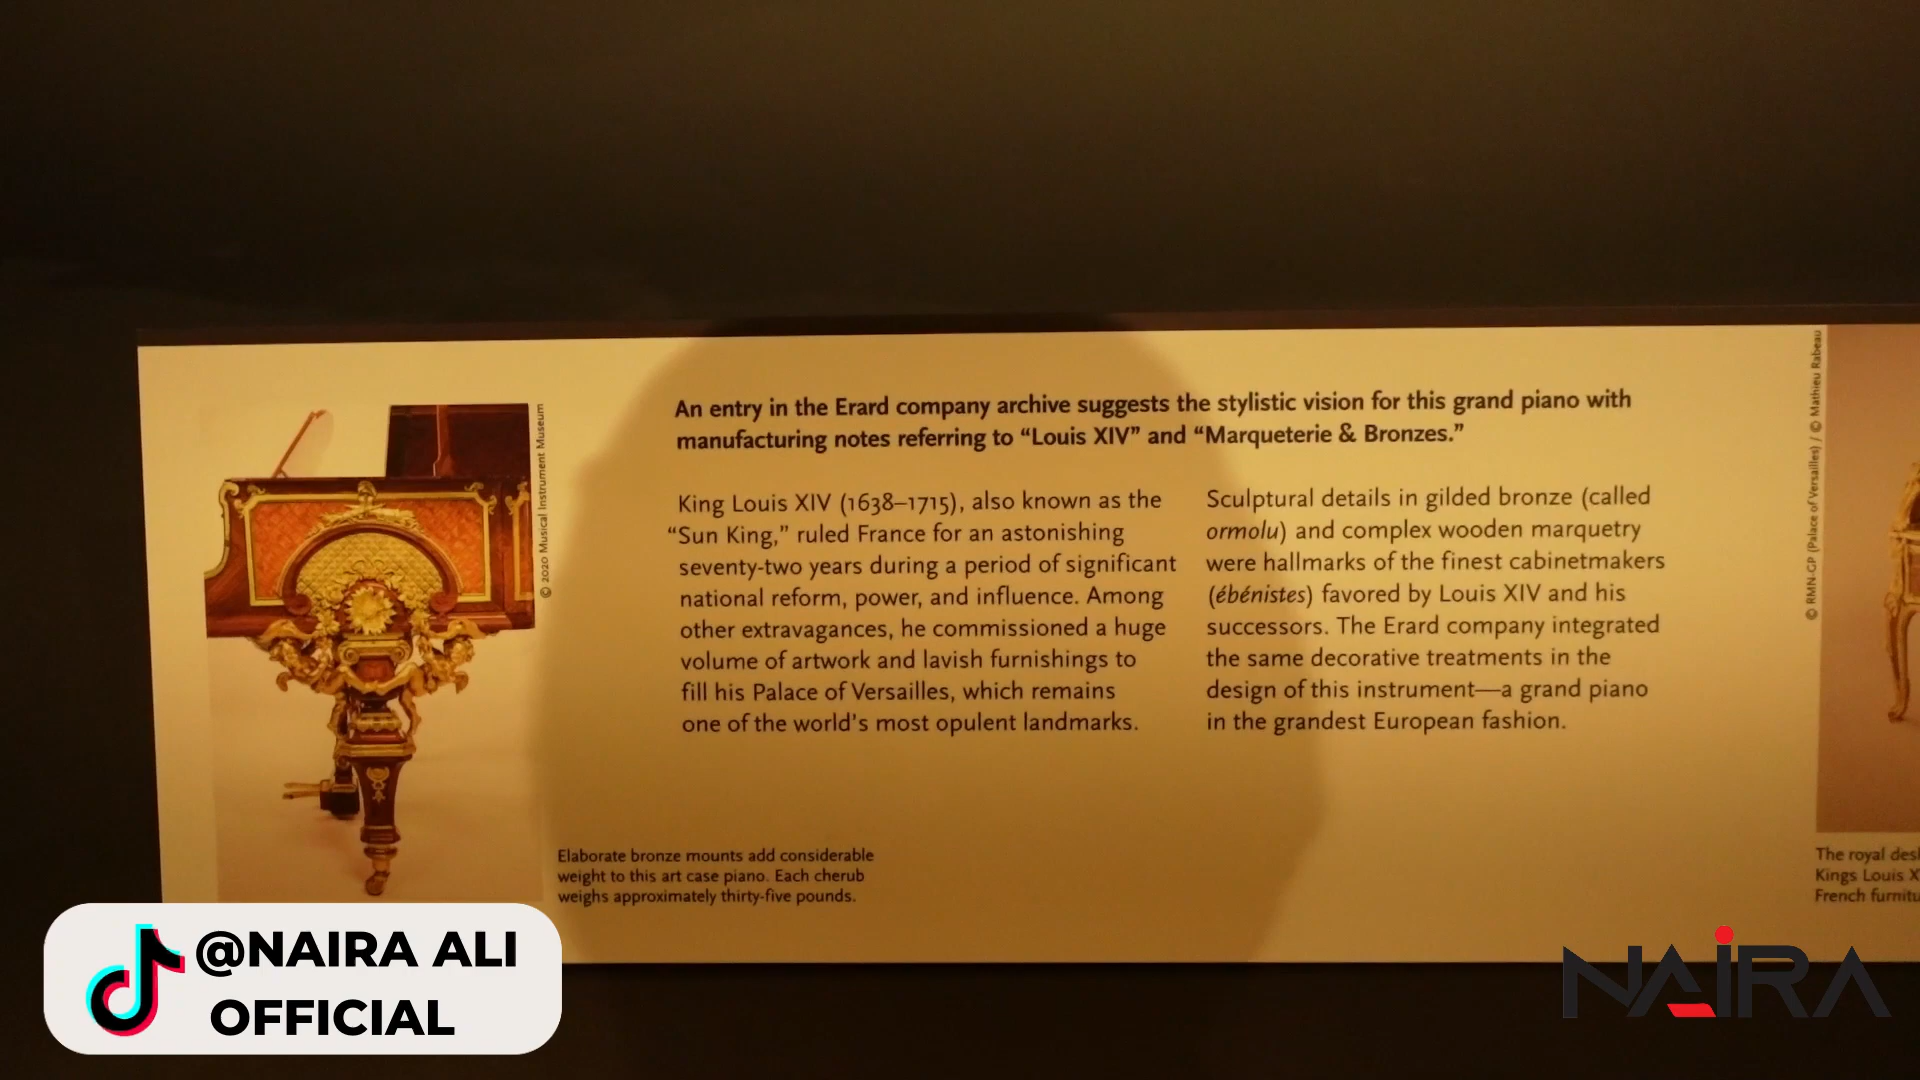 An entry in the Erard company archive suggests the stylistic vision for this grand piano with
manufacturing notes referring to “Louis XIV” and “Marqueterie & Bronzes.”
King Louis XIV (1638–1715), also known as the
“Sun King,” ruled France for an astonishing
seventy-two years during a period of significant
national reform, power, and influence. Among
other extravagances, he commissioned a huge
volume of artwork and lavish furnishings to
fill his Palace of Versailles, which remains
one of the world’s most opulent landmarks.
Sculptural details in gilded bronze (called
ormolu) and complex wooden marquetry
were hallmarks of the finest cabinetmakers
(ébénistes) favored by Louis XIV and his
successors. The Erard company integrated
the same decorative treatments in the
design of this instrument—a grand piano
in the grandest European fashion.
© 2020 Musical Instrument Museum
Elaborate bronze mounts add considerable
weight to this art case piano. Each cherub
weighs approximately thirty-five pounds.
© RMN-GP (Palace of Versailles) / © Mathieu Rabeau
The royal
Kings Louis
French
@NAIRA ALI
OFFICIAL
NAIRA